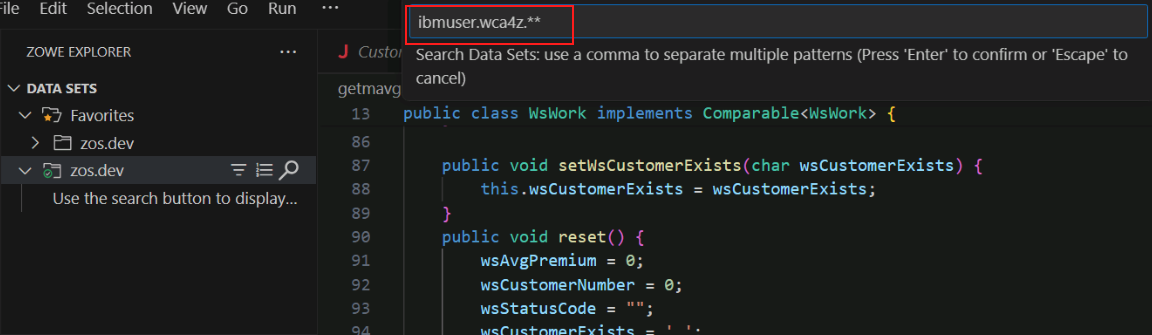 File Edit Selection View Go Run ···
ZOWE EXPLORER ···
DATA SETS
Favorites
zos.dev
zos.dev
Use the search button to display...
ibmuser.wca4z.**
Search Data Sets: use a comma to separate multiple patterns (Press 'Enter' to confirm or 'Escape' to
cancel)
J Custo
getmavg
13 public class WsWork implements Comparable<WsWork> {
86
87 public void setWsCustomerExists(char wsCustomerExists) {
88 this.wsCustomerExists = wsCustomerExists;
89 }
90 public void reset() {
91 wsAvgPremium = 0;
92 wsCustomerNumber = 0;
93 wsStatusCode = "";
94 wsCustomerExists = ' ';